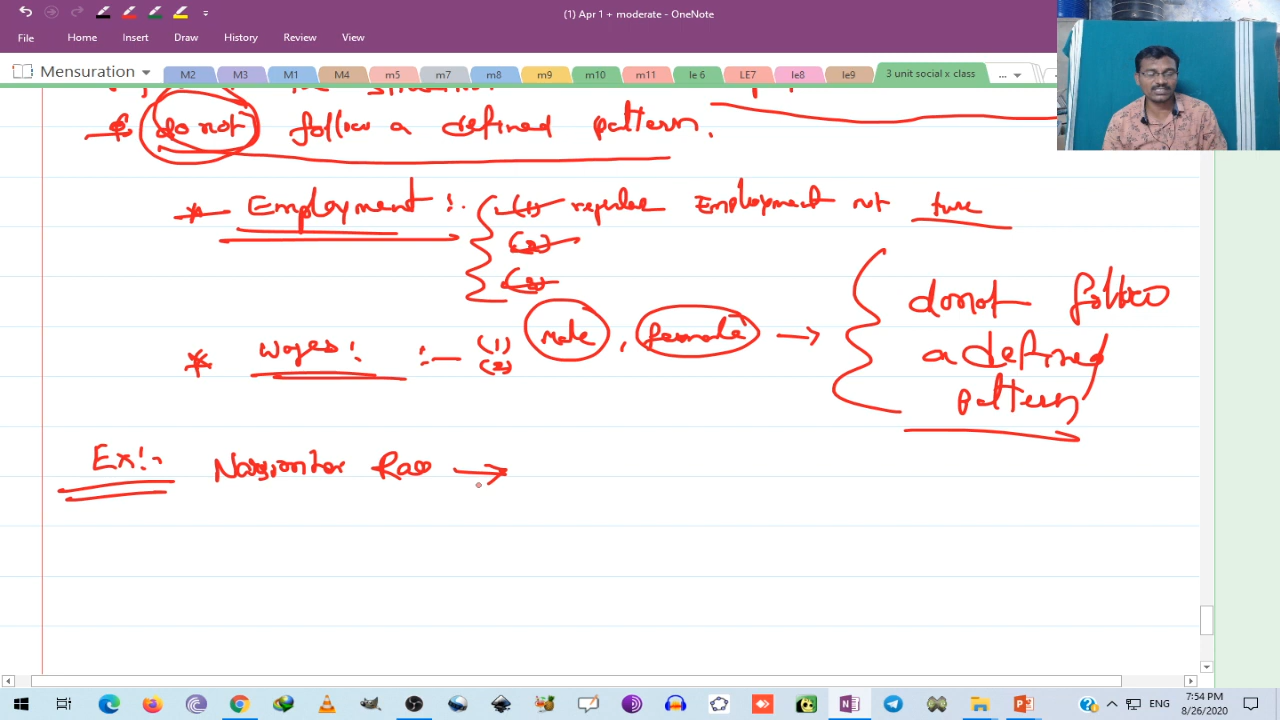 (1) Apr 1 + moderate - OneNote
File Home Insert Draw History Review View
Mensuration M2 M3 M1 M4 m5 m7 m8 m9 m10 m11 le 6 LE7 le8 le9 3 unit social x class ...
do not follow a defined pattern.
* Employment :. (1) regular Employment not
(2)
(3)
* Wages: :- (1) male, female →
(2)
do not follow
a defined
pattern
Ex:- Rao →
7:54 PM
ENG
8/26/2020